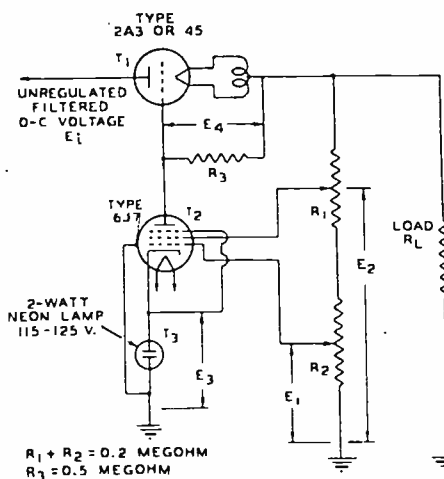 TYPE
2A3 OR 45
T1
UNREGULATED
FILTERED
D-C VOLTAGE
Ei
E4
R3
TYPE
6J7
T2
R1
E2
LOAD
RL
2-WATT
NEON LAMP
115-125 V.
T3
E3
R2
E1
R1 + R2 = 0.2 MEGOHM
R3 = 0.5 MEGOHM